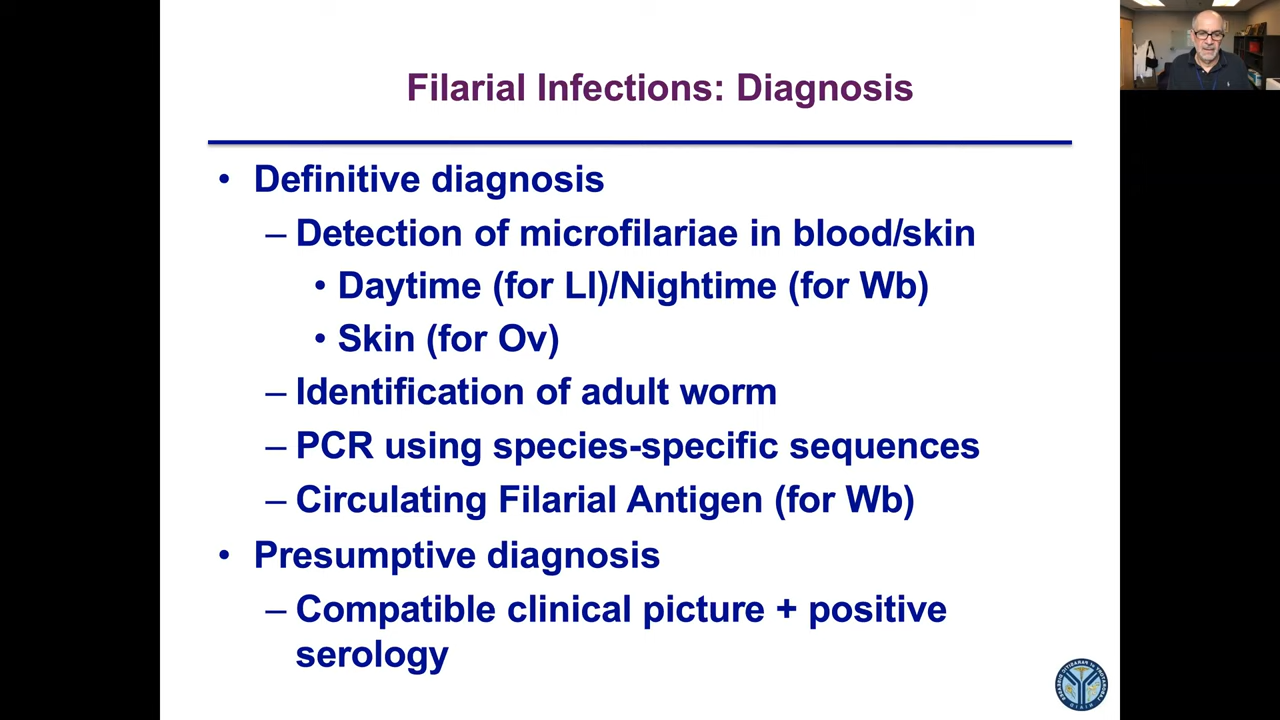 Filarial Infections: Diagnosis
• Definitive diagnosis
– Detection of microfilariae in blood/skin
• Daytime (for Ll)/Nightime (for Wb)
• Skin (for Ov)
– Identification of adult worm
– PCR using species-specific sequences
– Circulating Filarial Antigen (for Wb)
• Presumptive diagnosis
– Compatible clinical picture + positive
serology